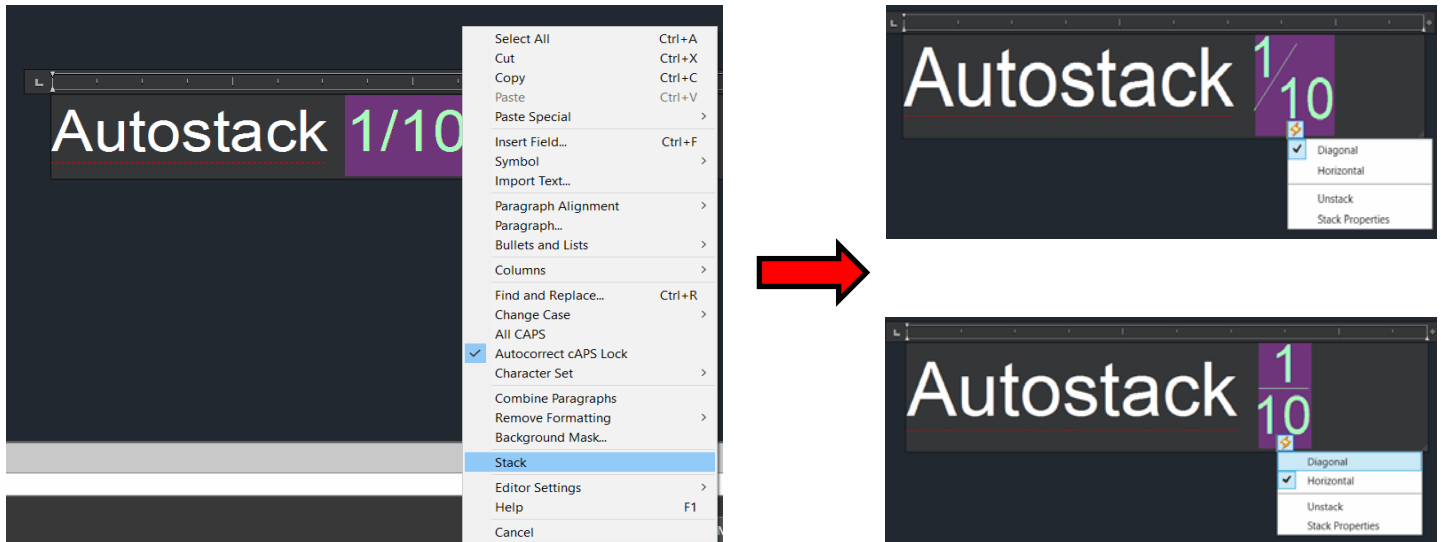 Autostack 1/10
Select All Ctrl+A
Cut Ctrl+X
Copy Ctrl+C
Paste Ctrl+V
Paste Special
Insert Field... Ctrl+F
Symbol
Import Text...
Paragraph Alignment
Paragraph...
Bullets and Lists
Columns
Find and Replace... Ctrl+R
Change Case
All CAPS
Autocorrect cAPS Lock
Character Set
Combine Paragraphs
Remove Formatting
Background Mask...
Stack
Editor Settings
Help F1
Cancel
Autostack 1/10
Diagonal
Horizontal
Unstack
Stack Properties
Autostack 1/10
Diagonal
Horizontal
Unstack
Stack Properties